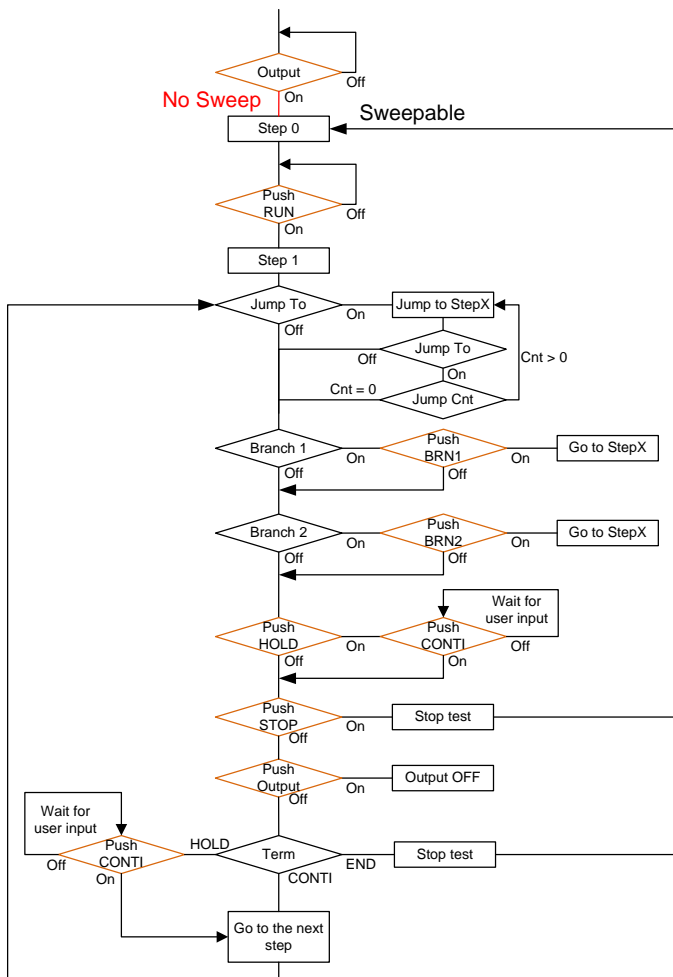 Output
Off
On
No Sweep
Sweepable
Step 0
Push
RUN
Off
On
Step 1
Jump To
On
Jump to StepX
Off
Off
Jump To
On
Cnt > 0
Cnt = 0
Jump Cnt
Branch 1
On
Push
BRN1
On
Go to StepX
Off
Off
Branch 2
On
Push
BRN2
On
Go to StepX
Off
Off
Wait for
user input
Push
HOLD
On
Push
CONTI
Off
Off
On
Push
STOP
On
Stop test
Off
Push
Output
On
Output OFF
Off
Wait for
user input
Push
CONTI
HOLD
Term
END
Stop test
Off
On
CONTI
Go to the next
step